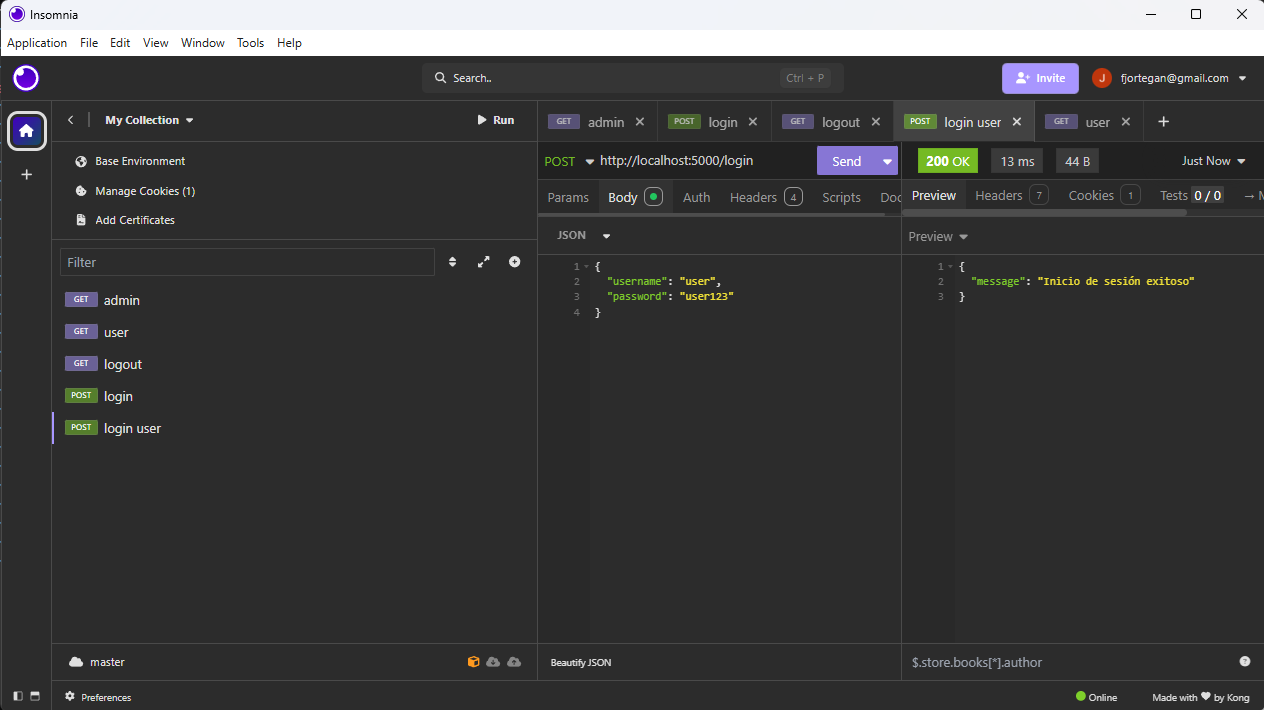 Insomnia
Application File Edit View Window Tools Help
Search.. Ctrl + P Invite J fjortegan@gmail.com
My Collection Run
Base Environment
Manage Cookies (1)
Add Certificates
Filter
GET admin
GET user
GET logout
POST login
POST login user
master
Preferences
GET admin POST login GET logout POST login user GET user
POST http://localhost:5000/login Send
Params Body Auth Headers 4 Scripts
JSON
1 {
2 "username": "user",
3 "password": "user123"
4 }
Beautify JSON
200 OK 13 ms 44 B Just Now
Preview Headers 7 Cookies 1 Tests 0 / 0
Preview
1 {
2 "message": "Inicio de sesión exitoso"
3 }
$.store.books[*].author
Online Made with ♥ by Kong